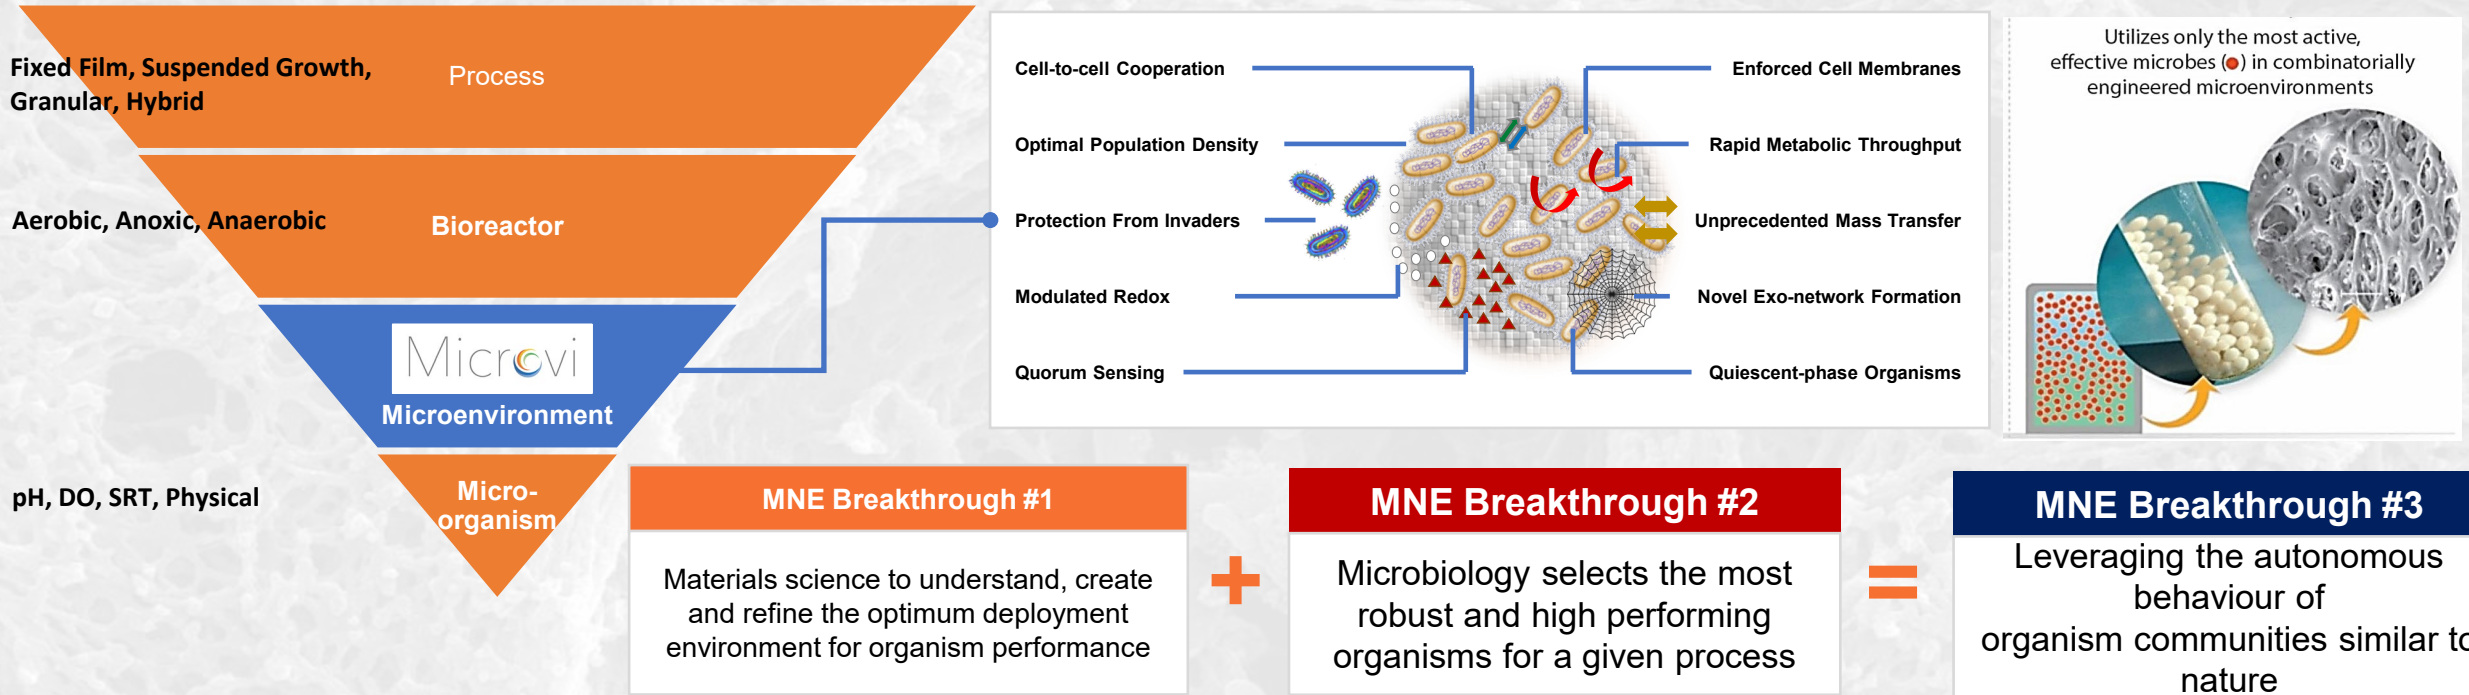 Fixed Film, Suspended Growth,
Granular, Hybrid
Process
Aerobic, Anoxic, Anaerobic
Bioreactor
Microvi
Microenvironment
pH, DO, SRT, Physical
Micro-
organism
Cell-to-cell Cooperation
Optimal Population Density
Protection From Invaders
Modulated Redox
Quorum Sensing
Enforced Cell Membranes
Rapid Metabolic Throughput
Unprecedented Mass Transfer
Novel Exo-network Formation
Quiescent-phase Organisms
Utilizes only the most active,
effective microbes (●) in combinatorially
engineered microenvironments
MNE Breakthrough #1
Materials science to understand, create
and refine the optimum deployment
environment for organism performance
+
MNE Breakthrough #2
Microbiology selects the most
robust and high performing
organisms for a given process
=
MNE Breakthrough #3
Leveraging the autonomous
behaviour of
organism communities similar to
nature